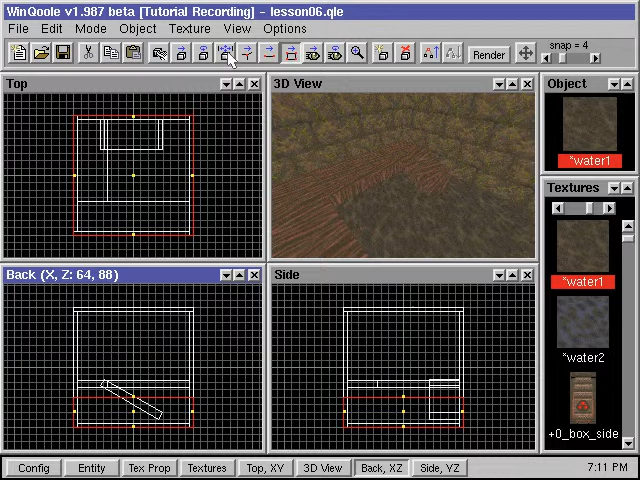 WinQoole v1.987 beta [Tutorial Recording] - lesson06.qle
File Edit Mode Object Texture View Options
Render
snap = 4
Top
3D View
Object
*water1
Textures
*water1
*water2
+0_box_side
Back (X, Z: 64, 88)
Side
Config Entity Tex Prop Textures Top, XY 3D View Back, XZ Side, YZ 7:11 PM